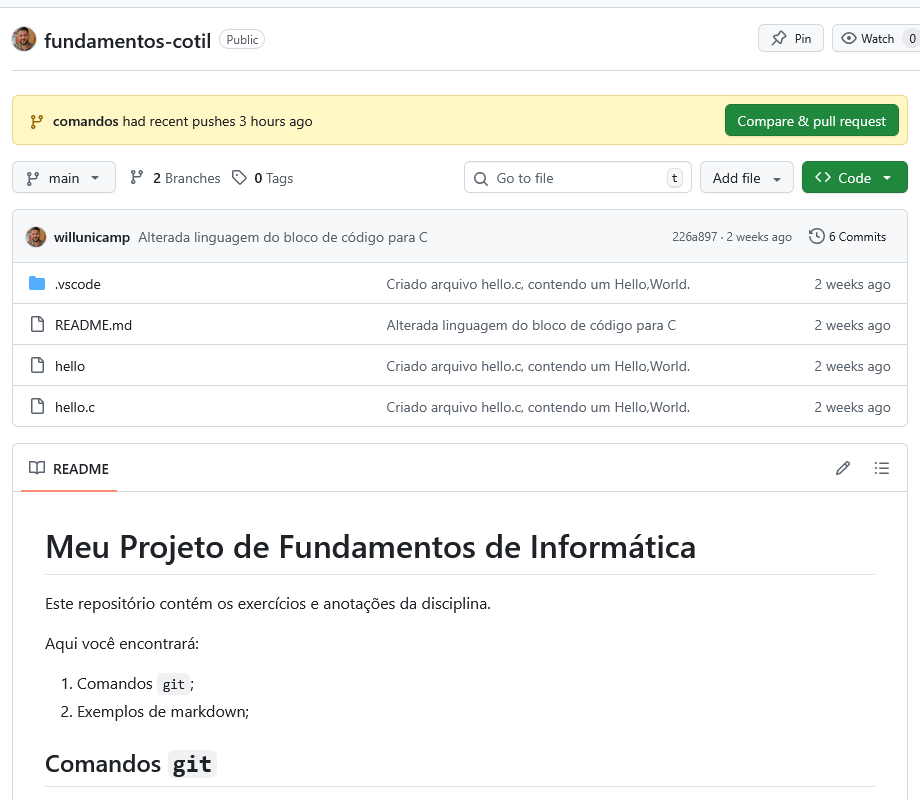 fundamentos-cotil Public Pin Watch 0
comandos had recent pushes 3 hours ago Compare & pull request
main 2 Branches 0 Tags Go to file t Add file <> Code
willunicamp Alterada linguagem do bloco de código para C 226a897 · 2 weeks ago 6 Commits
.vscode Criado arquivo hello.c, contendo um Hello,World. 2 weeks ago
README.md Alterada linguagem do bloco de código para C 2 weeks ago
hello Criado arquivo hello.c, contendo um Hello,World. 2 weeks ago
hello.c Criado arquivo hello.c, contendo um Hello,World. 2 weeks ago
README
Meu Projeto de Fundamentos de Informática
Este repositório contém os exercícios e anotações da disciplina.
Aqui você encontrará:
1. Comandos git;
2. Exemplos de markdown;
Comandos git